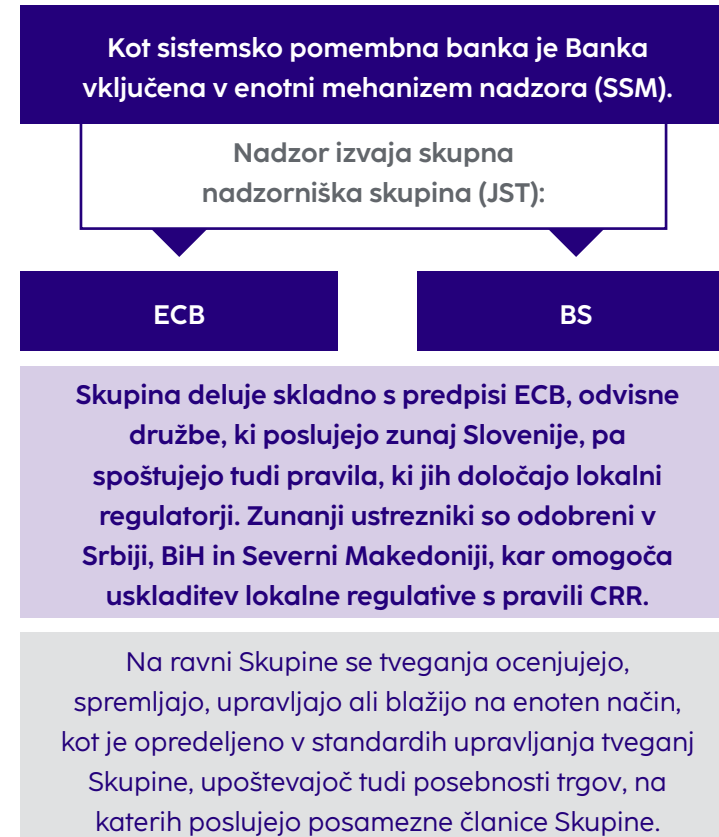 Kot sistemsko pomembna banka je Banka
vključena v enotni mehanizem nadzora (SSM).
Nadzor izvaja skupna
nadzorniška skupina (JST):
ECB
BS
Skupina deluje skladno s predpisi ECB, odvisne
družbe, ki poslujejo zunaj Slovenije, pa
spoštujejo tudi pravila, ki jih določajo lokalni
regulatorji. Zunanji ustrezniki so odobreni v
Srbiji, BiH in Severni Makedoniji, kar omogoča
uskladitev lokalne regulative s pravili CRR.
Na ravni Skupine se tveganja ocenjujejo,
spremljajo, upravljajo ali blažijo na enoten način,
kot je opredeljeno v standardih upravljanja tveganj
Skupine, upoštevajoč tudi posebnosti trgov, na
katerih poslujejo posamezne članice Skupine.